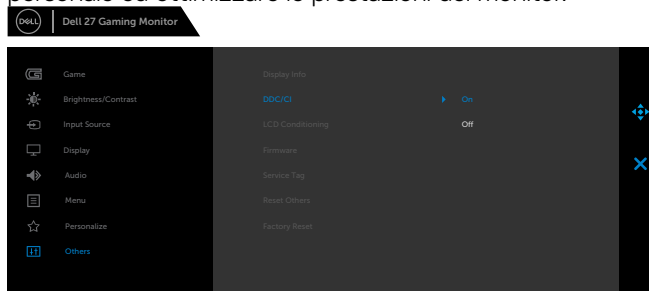 personale ed ottimizzare le prestazioni del monitor.
DELL Dell 27 Gaming Monitor
Game Display Info
Brightness/Contrast DDC/CI On
Input Source LCD Conditioning Off
Display Firmware
Audio Service Tag
Menu Reset Others
Personalize Factory Reset
Others